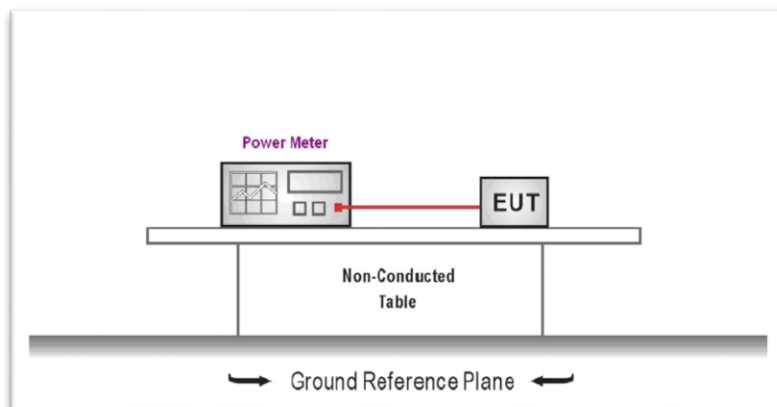 Power Meter
EUT
Non-Conducted
Table
Ground Reference Plane